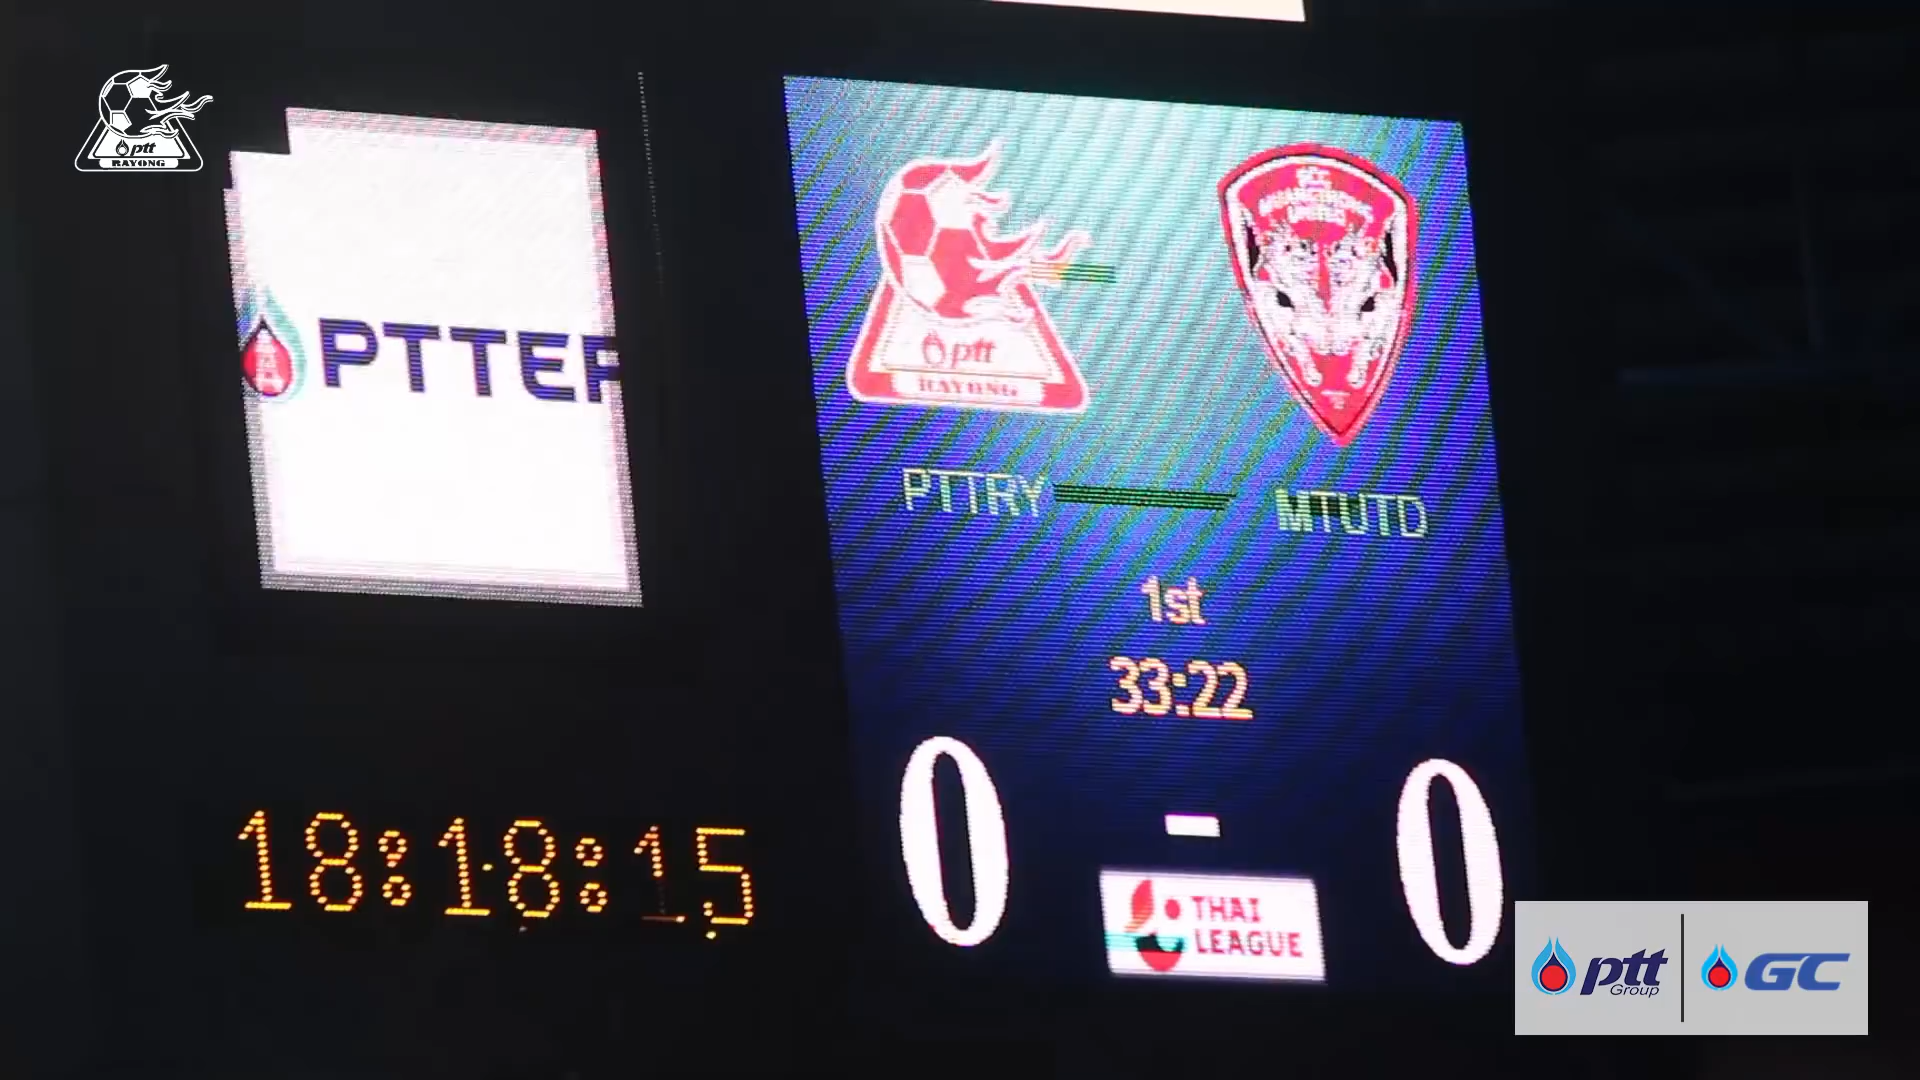 ptt
RAYONG
PTTEP
ptt
RAYONG
UNITED
PTTRY
MTUTD
1st
33:22
0 - 0
18:18:15
THAI
LEAGUE
ptt
Group
GC